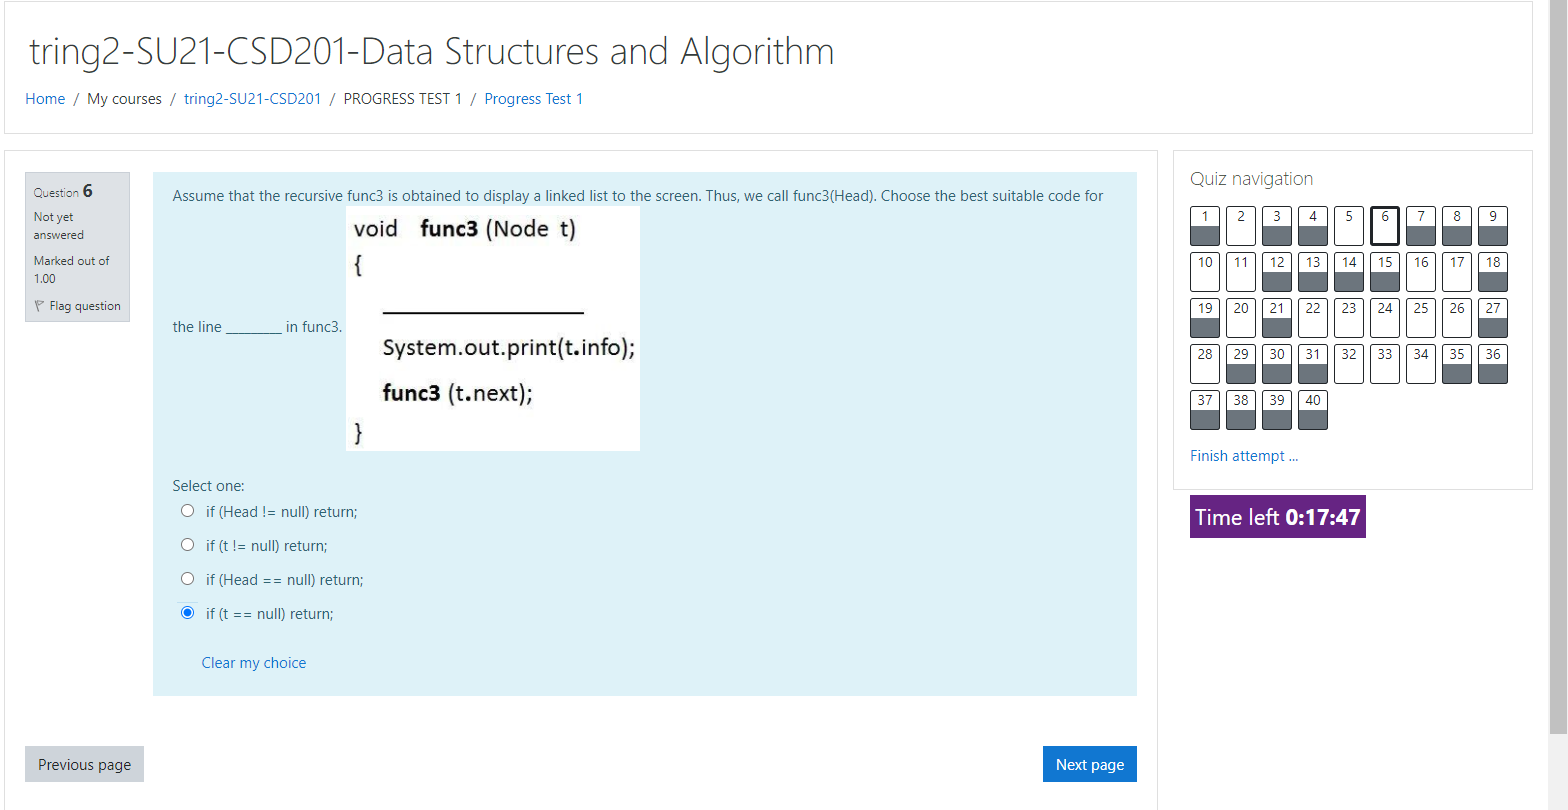 tring2-SU21-CSD201-Data Structures and Algorithm
Home / My courses / tring2-SU21-CSD201 / PROGRESS TEST 1 / Progress Test 1
Question 6
Not yet
answered
Marked out of
1.00
Flag question
Assume that the recursive func3 is obtained to display a linked list to the screen. Thus, we call func3(Head). Choose the best suitable code for
the line ________ in func3.
void func3 (Node t)
{
________________
System.out.print(t.info);
func3 (t.next);
}
Select one:
if (Head != null) return;
if (t != null) return;
if (Head == null) return;
if (t == null) return;
Clear my choice
Previous page
Next page
Quiz navigation
1 2 3 4 5 6 7 8 9
10 11 12 13 14 15 16 17 18
19 20 21 22 23 24 25 26 27
28 29 30 31 32 33 34 35 36
37 38 39 40
Finish attempt ...
Time left 0:17:47